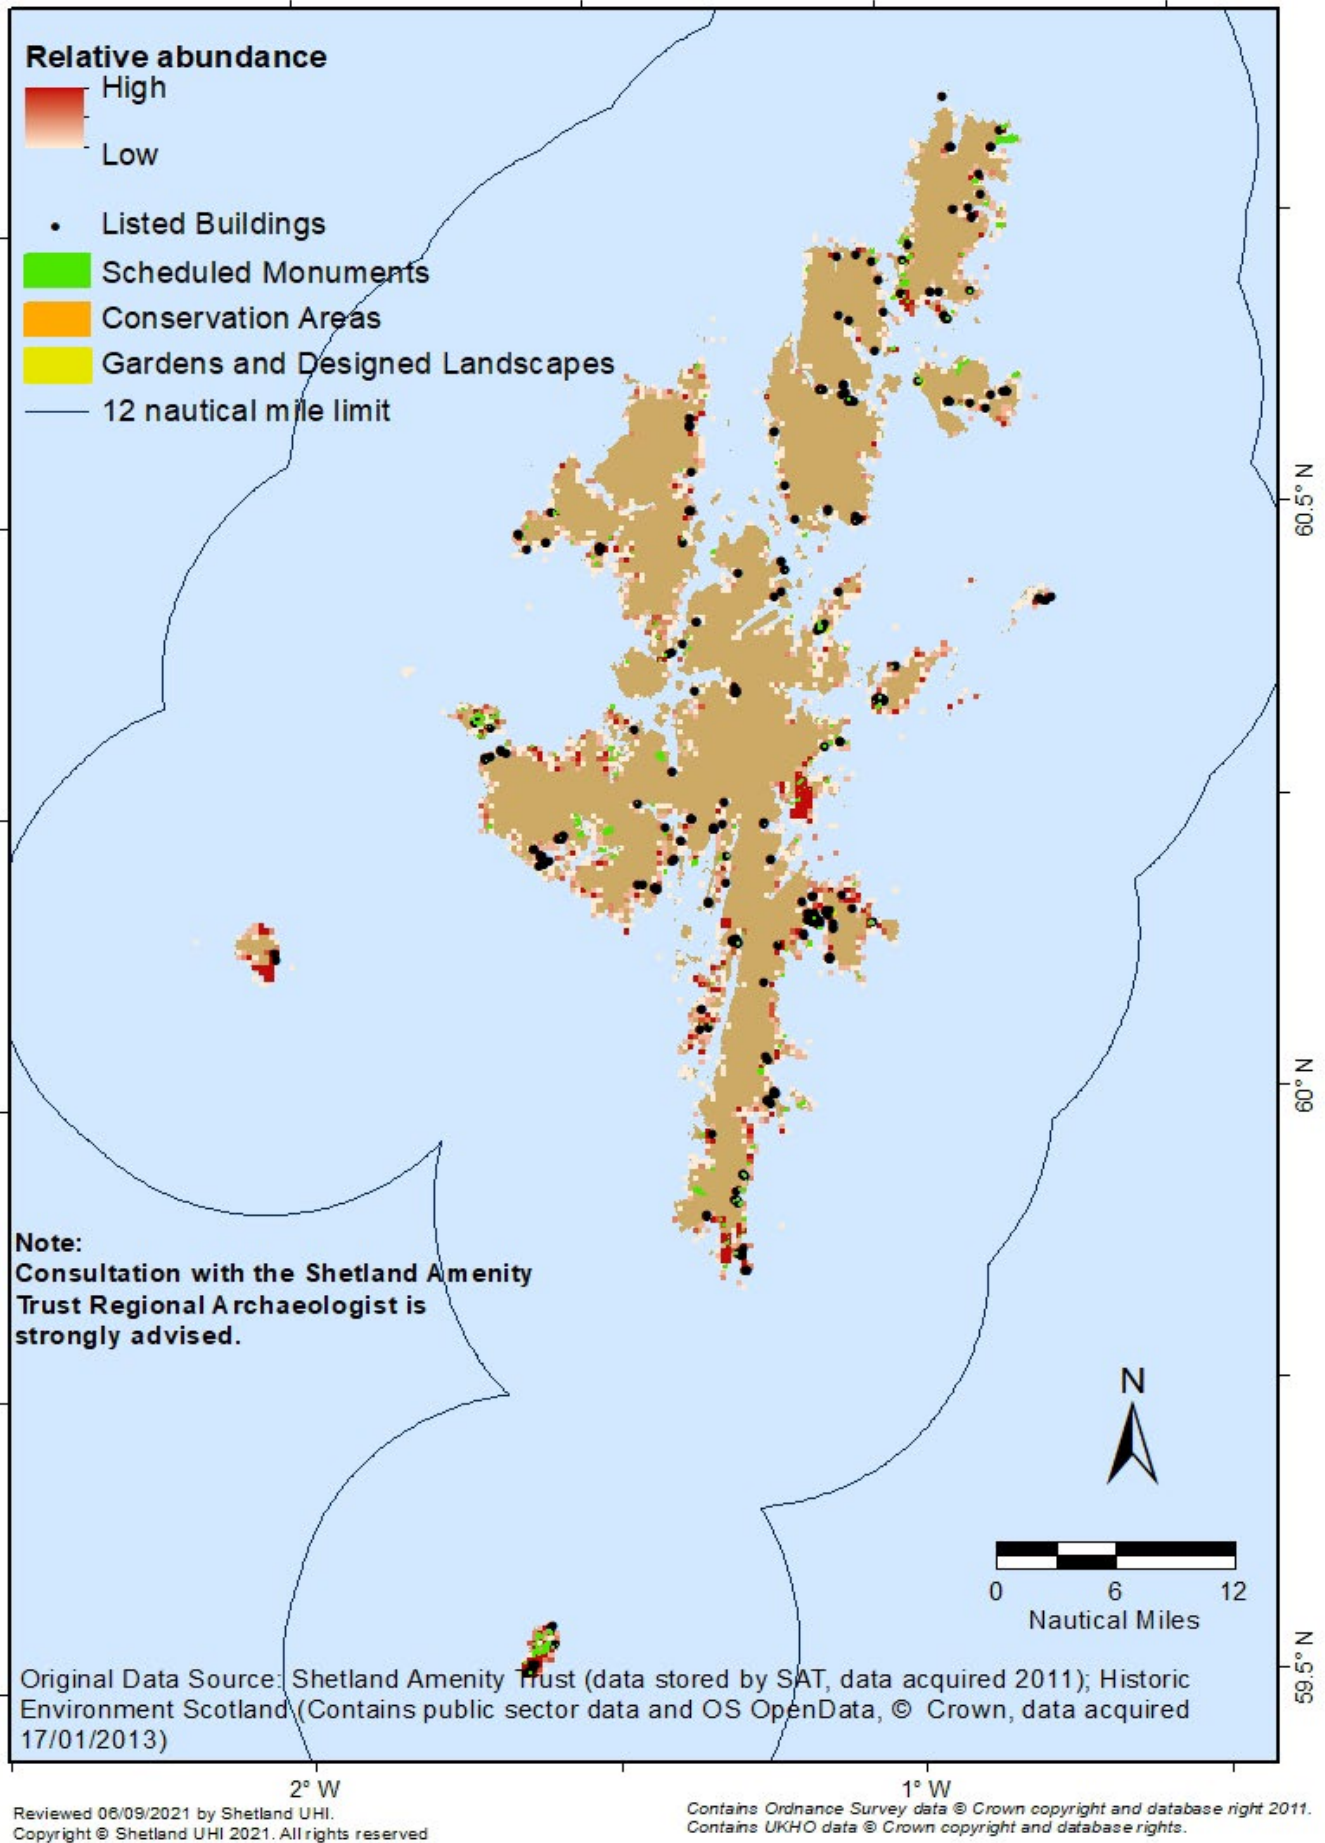 Relative abundance
High
Low
Listed Buildings
Scheduled Monuments
Conservation Areas
Gardens and Designed Landscapes
12 nautical mile limit
60.5° N
60° N
Note:
Consultation with the Shetland Amenity
Trust Regional Archaeologist is
strongly advised.
N
0 6 12
Nautical Miles
59.5° N
Original Data Source: Shetland Amenity Trust (data stored by SAT, data acquired 2011); Historic
Environment Scotland (Contains public sector data and OS OpenData, © Crown, data acquired
17/01/2013)
2° W 1° W
Reviewed 06/09/2021 by Shetland UHI.
Copyright © Shetland UHI 2021. All rights reserved
Contains Ordnance Survey data © Crown copyright and database right 2011.
Contains UKHO data © Crown copyright and database rights.